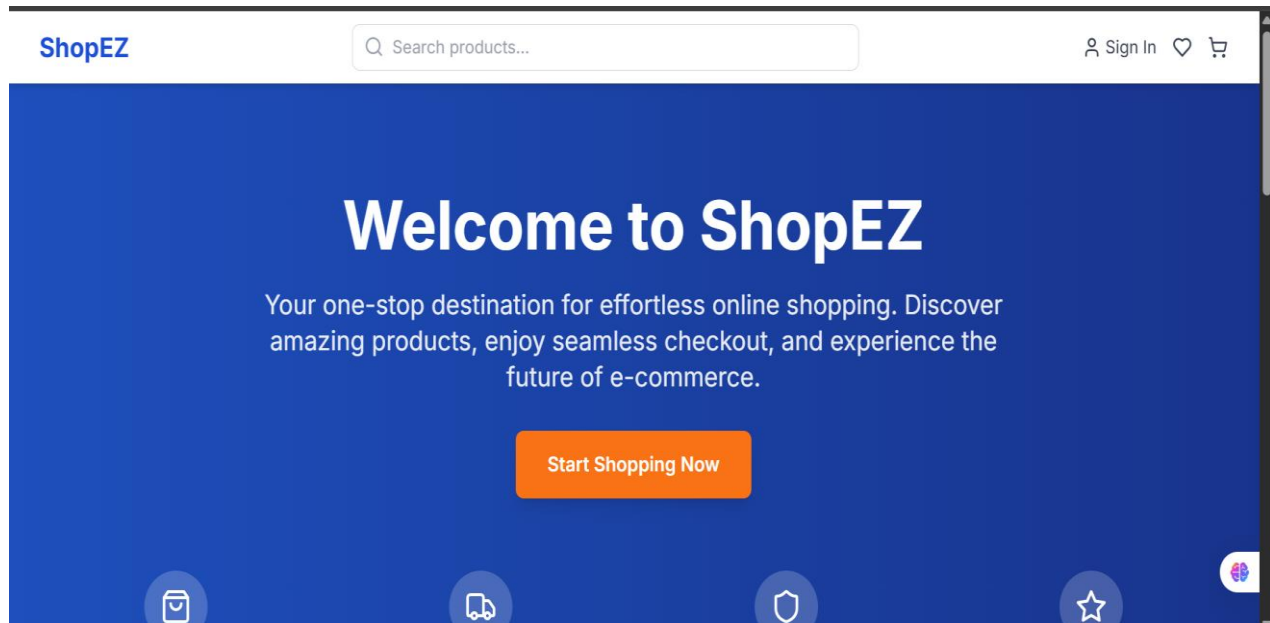 ShopEZ
Search products...
Sign In
Welcome to ShopEZ
Your one-stop destination for effortless online shopping. Discover
amazing products, enjoy seamless checkout, and experience the
future of e-commerce.
Start Shopping Now